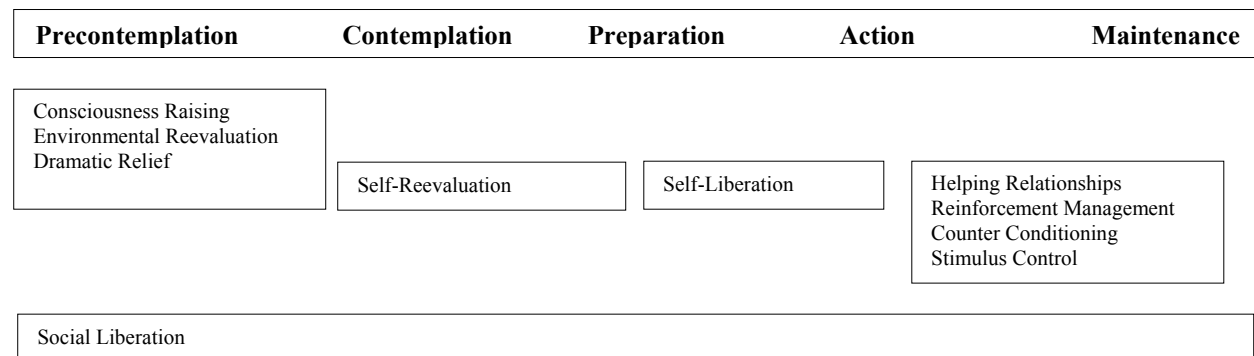 Precontemplation Contemplation Preparation Action Maintenance
Consciousness Raising
Environmental Reevaluation
Dramatic Relief
Self-Reevaluation
Self-Liberation
Helping Relationships
Reinforcement Management
Counter Conditioning
Stimulus Control
Social Liberation